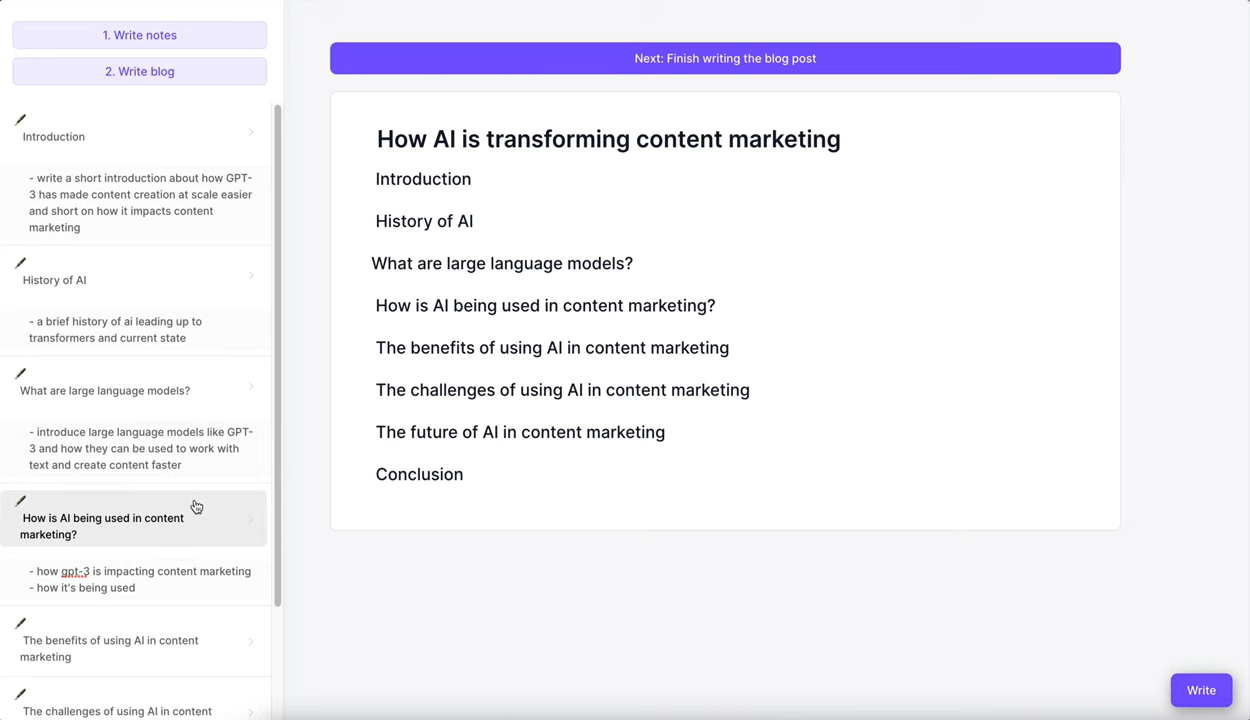 1. Write notes
2. Write blog
Introduction
- write a short introduction about how GPT-
3 has made content creation at scale easier
and short on how it impacts content
marketing
History of AI
- a brief history of ai leading up to
transformers and current state
What are large language models?
- introduce large language models like GPT-
3 and how they can be used to work with
text and create content faster
How is AI being used in content
marketing?
- how gpt-3 is impacting content marketing
- how it's being used
The benefits of using AI in content
marketing
The challenges of using AI in content
Next: Finish writing the blog post
How AI is transforming content marketing
Introduction
History of AI
What are large language models?
How is AI being used in content marketing?
The benefits of using AI in content marketing
The challenges of using AI in content marketing
The future of AI in content marketing
Conclusion
Write